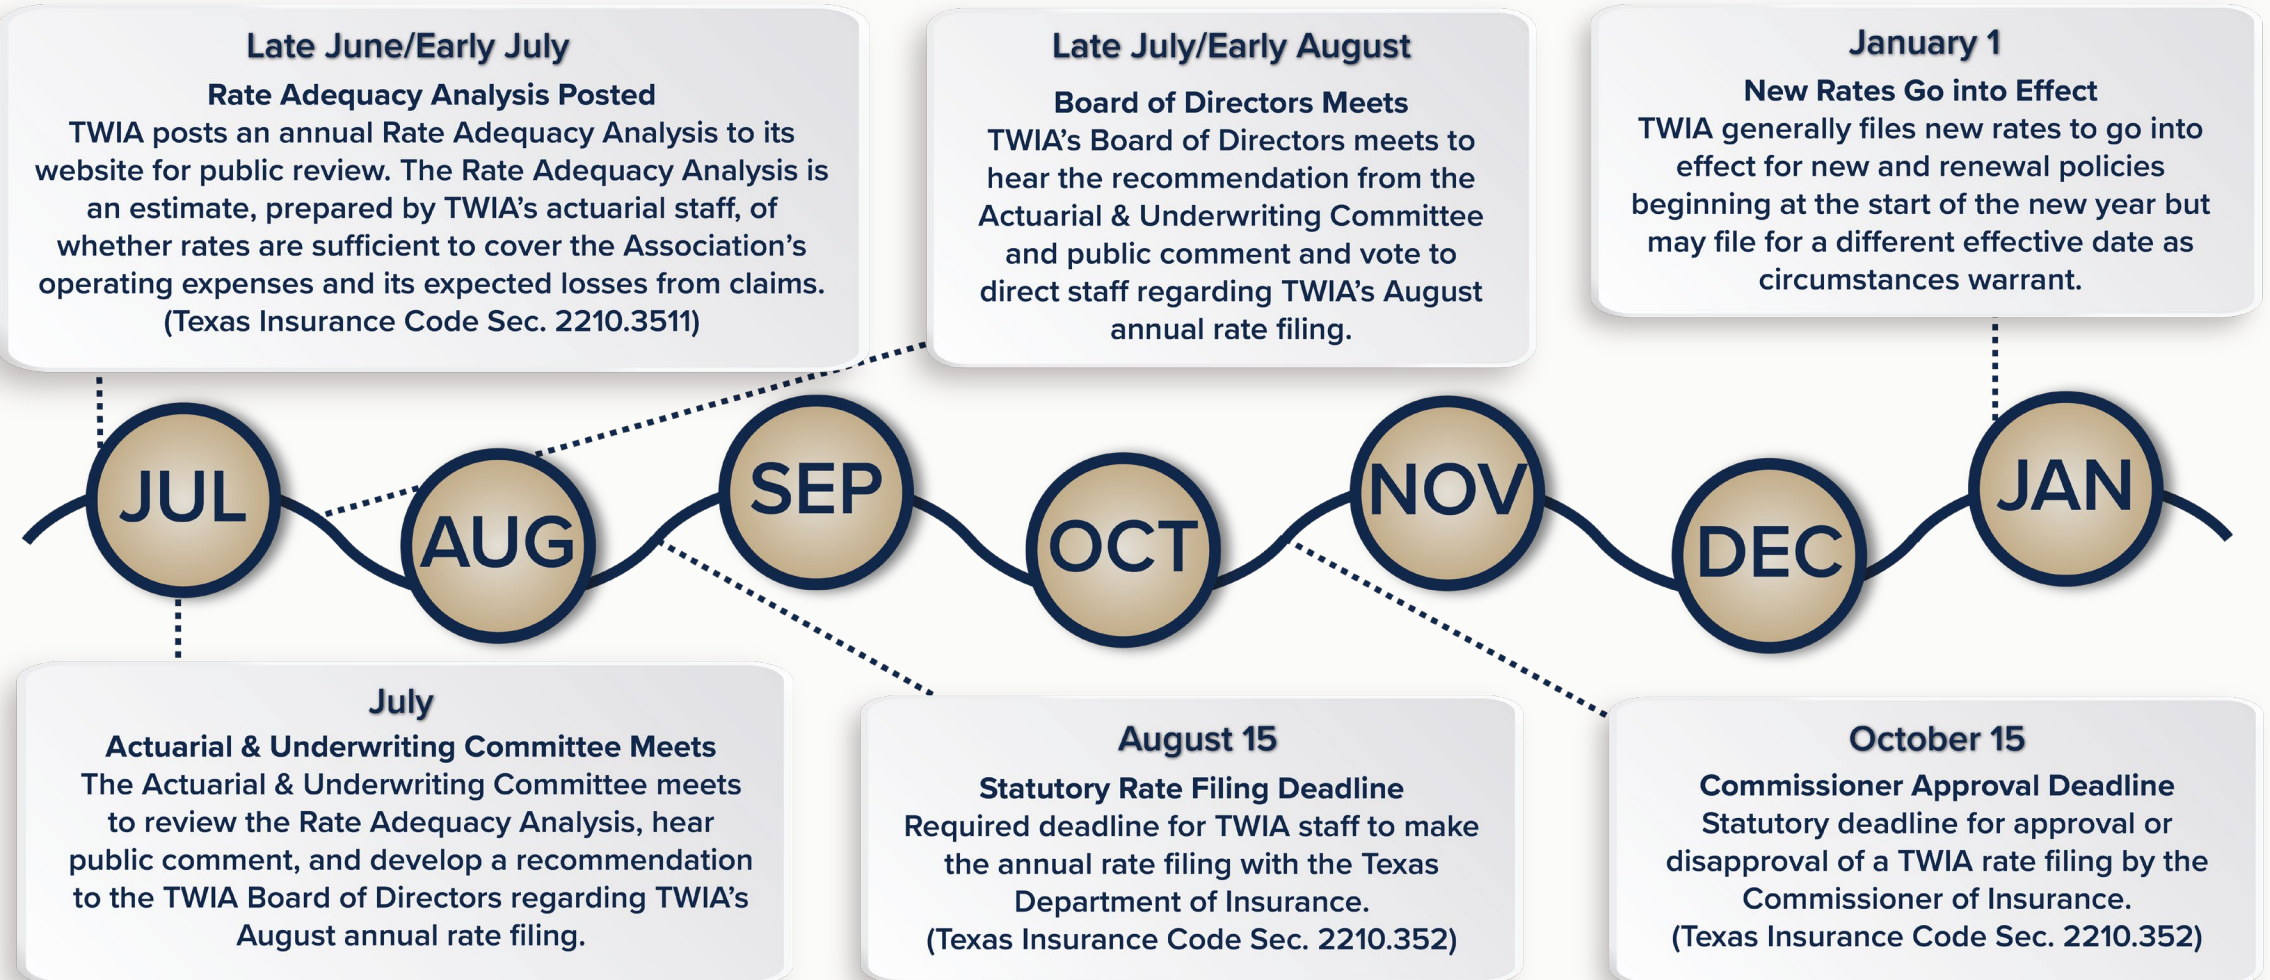 Late June/Early July
Rate Adequacy Analysis Posted
TWIA posts an annual Rate Adequacy Analysis to its
website for public review. The Rate Adequacy Analysis is
an estimate, prepared by TWIA's actuarial staff, of
whether rates are sufficient to cover the Association's
operating expenses and its expected losses from claims.
(Texas Insurance Code Sec. 2210.3511)
Late July/Early August
Board of Directors Meets
TWIA's Board of Directors meets to
hear the recommendation from the
Actuarial & Underwriting Committee
and public comment and vote to
direct staff regarding TWIA's August
annual rate filing.
January 1
New Rates Go into Effect
TWIA generally files new rates to go into
effect for new and renewal policies
beginning at the start of the new year but
may file for a different effective date as
circumstances warrant.
JUL
AUG
SEP
OCT
NOV
DEC
JAN
July
Actuarial & Underwriting Committee Meets
The Actuarial & Underwriting Committee meets
to review the Rate Adequacy Analysis, hear
public comment, and develop a recommendation
to the TWIA Board of Directors regarding TWIA's
August annual rate filing.
August 15
Statutory Rate Filing Deadline
Required deadline for TWIA staff to make
the annual rate filing with the Texas
Department of Insurance.
(Texas Insurance Code Sec. 2210.352)
October 15
Commissioner Approval Deadline
Statutory deadline for approval or
disapproval of a TWIA rate filing by the
Commissioner of Insurance.
(Texas Insurance Code Sec. 2210.352)